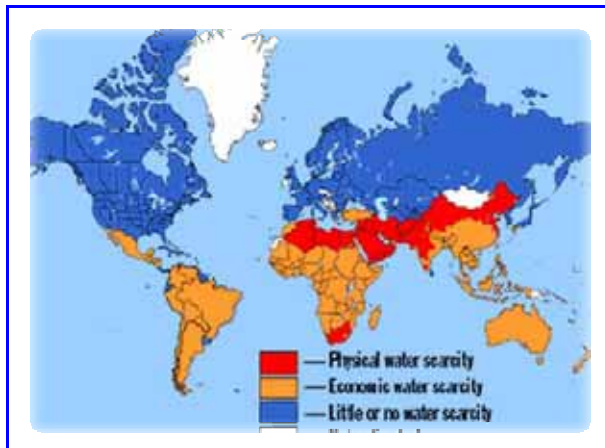 — Physical water scarcity
— Economic water scarcity
— Little or no water scarcity